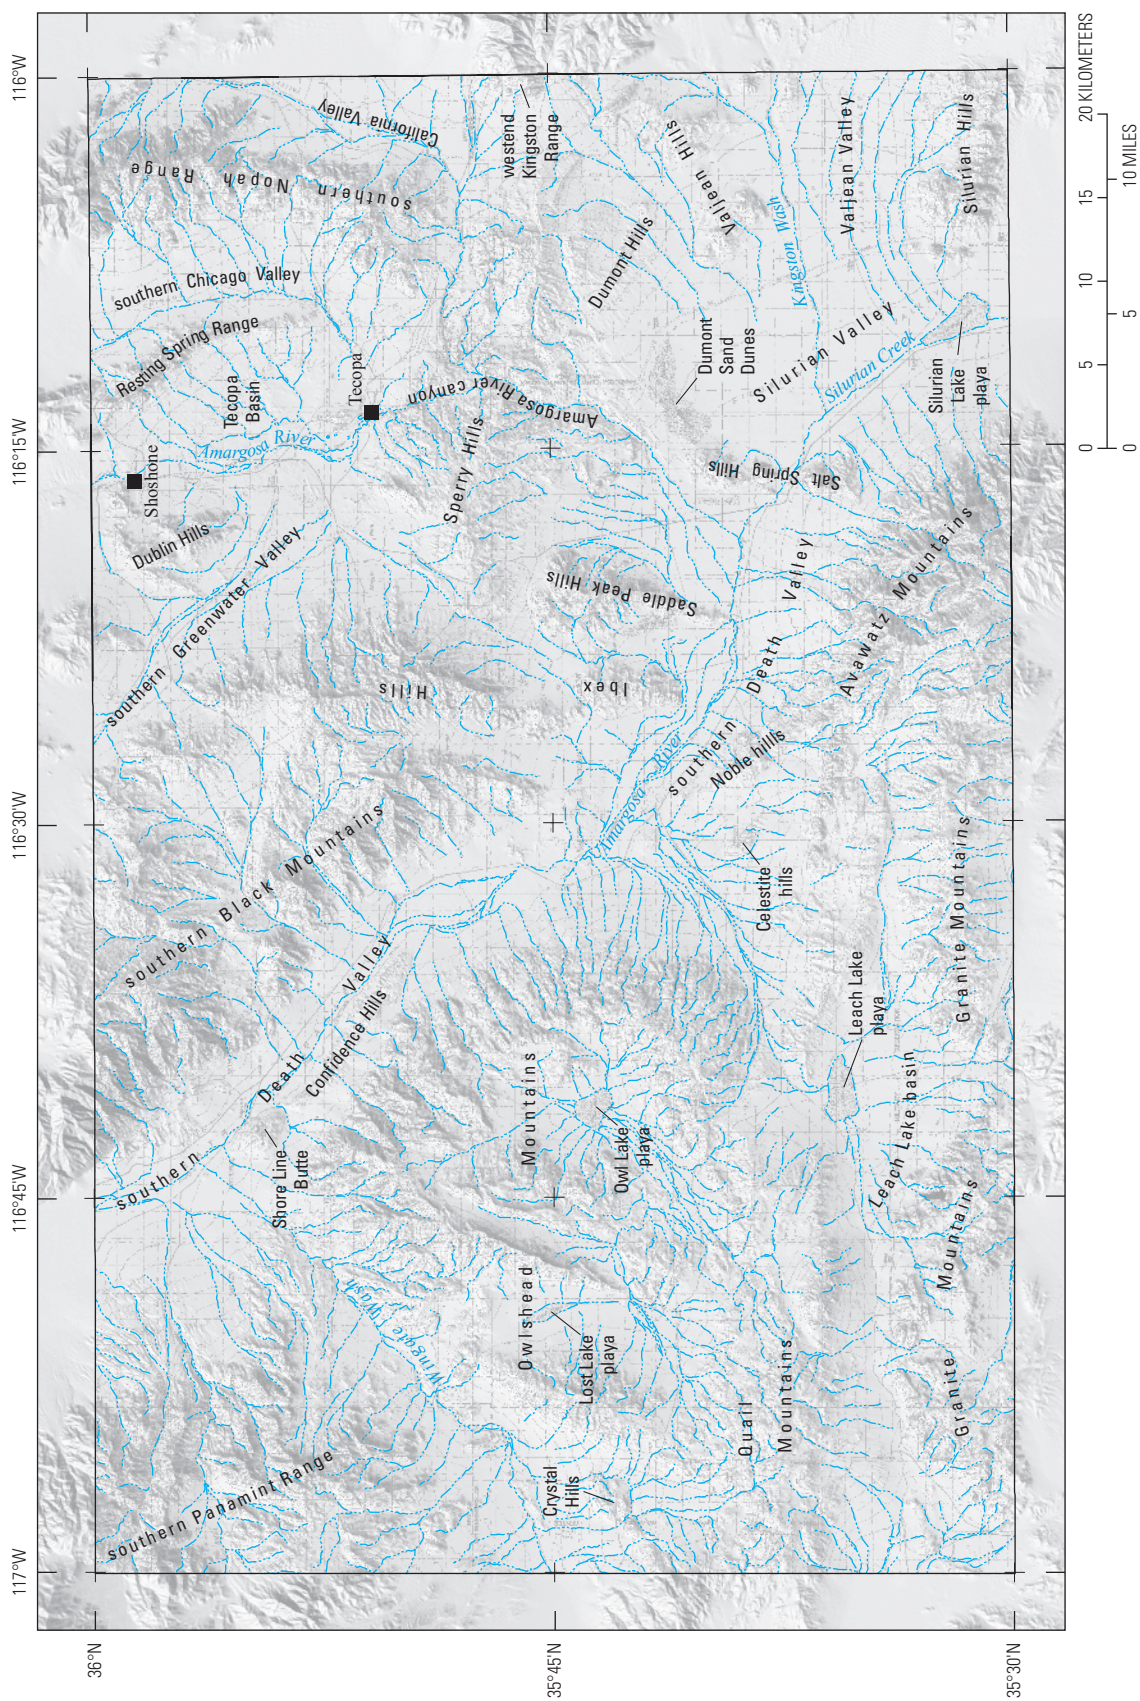 117°W
116°45'W
116°30'W
116°15'W
116°W
36°N
35°45'N
35°30'N
southern Panamint Range
Wingate Wash
southern Death Valley
Shore Line
Butte
Confidence Hills
southern Black Mountains
southern Greenwater Valley
Dublin Hills
Shoshone
Amargosa River
Tecopa
Basin
Tecopa
Resting Spring Range
southern Chicago Valley
southern Nopah Range
California Valley
westend
Kingston
Range
Crystal
Hills
Owlshead
Mountains
Lost Lake
playa
Owl Lake
playa
Ibex
Hills
Saddle Peak Hills
Sperry Hills
Amargosa River canyon
Dumont Hills
Valjean Hills
Dumont
Sand
Dunes
Kingston Wash
Valjean Valley
Silurian Valley
Silurian Creek
Silurian
Lake
playa
Silurian Hills
Salt Spring Hills
Amargosa River
southern Death Valley
Noble hills
Celestite
hills
Avawatz Mountains
Quail
Mountains
Leach Lake
playa
Leach Lake basin
Granite Mountains
Granite Mountains
0 5 10 15 20 KILOMETERS
0 5 10 MILES